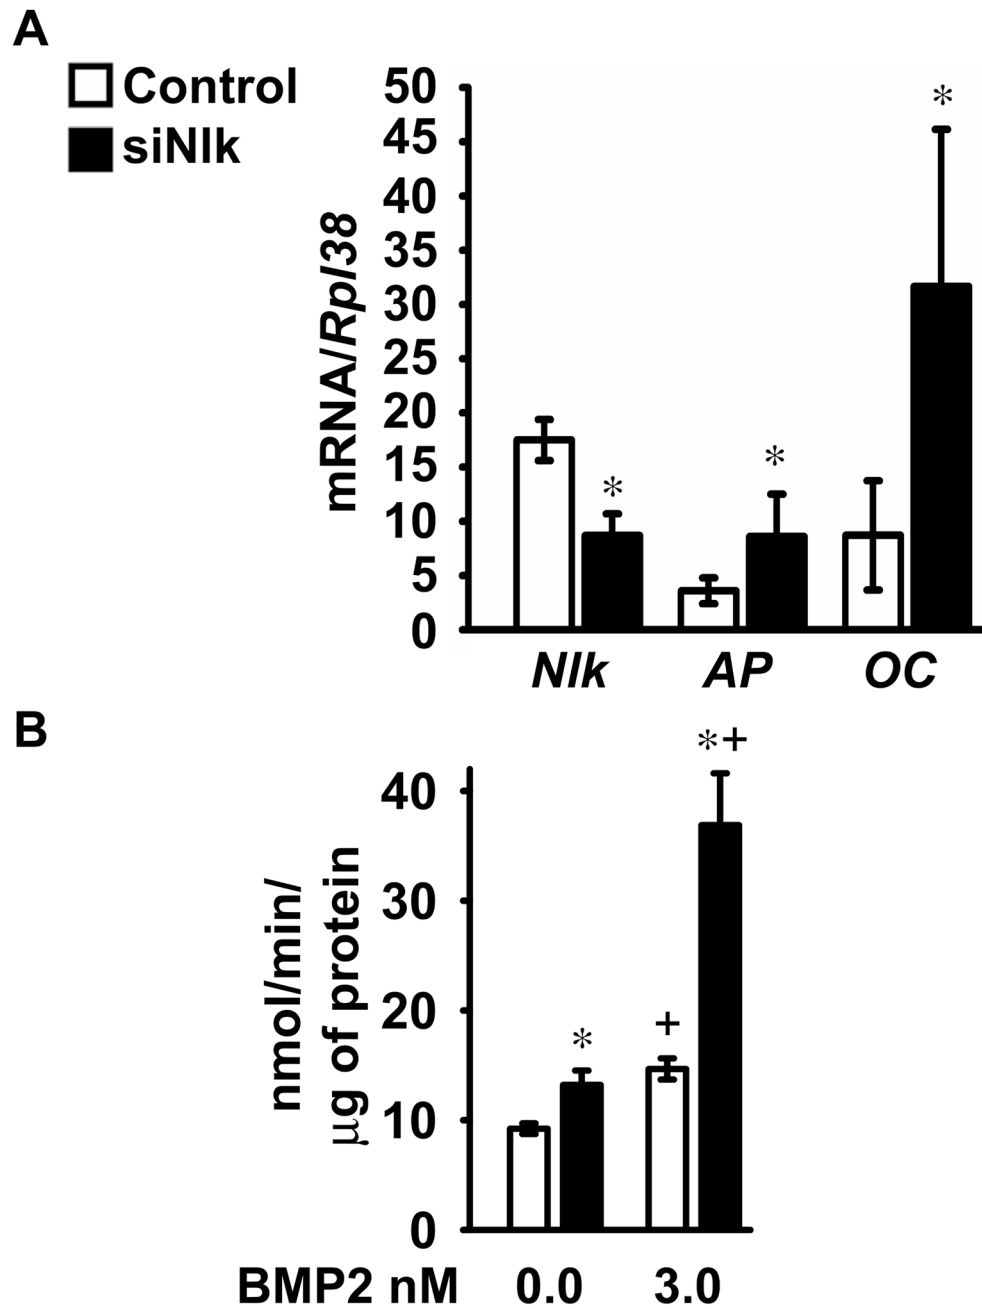 A
Control
siNlk
mRNA/Rpl38
50
45
40
35
30
25
20
15
10
5
0
*
*
*
Nlk
AP
OC
B
nmol/min/
μg of protein
40
30
20
10
0
*
+
*+
BMP2 nM 0.0 3.0